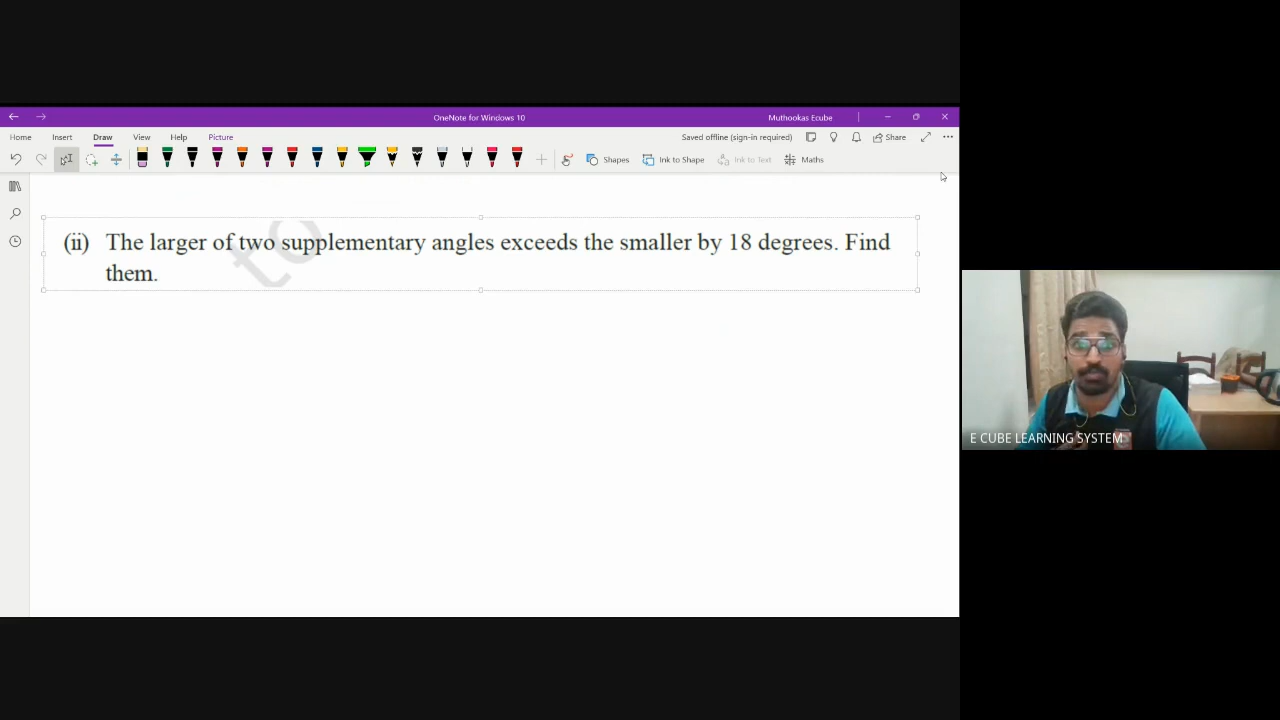 OneNote for Windows 10
Muthookas Ecube
Home Insert Draw View Help Picture
Saved offline (sign-in required)
Share
Shapes
Ink to Shape
Ink to Text
Maths
to
(ii) The larger of two supplementary angles exceeds the smaller by 18 degrees. Find
them.
E CUBE LEARNING SYSTEM